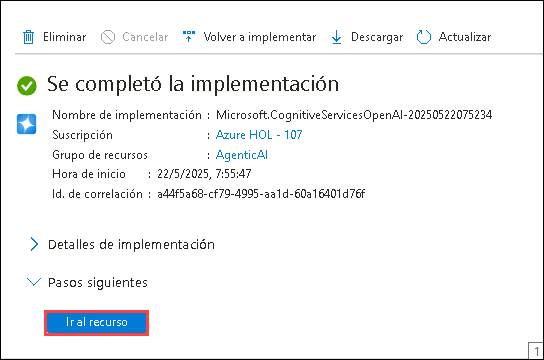 Eliminar Cancelar Volver a implementar Descargar Actualizar
Se completó la implementación
Nombre de implementación : Microsoft.CognitiveServicesOpenAI-20250522075234
Suscripción : Azure HOL - 107
Grupo de recursos : AgenticAI
Hora de inicio : 22/5/2025, 7:55:47
Id. de correlación : a44f5a68-cf79-4995-aa1d-60a16401d76f
Detalles de implementación
Pasos siguientes
Ir al recurso
1